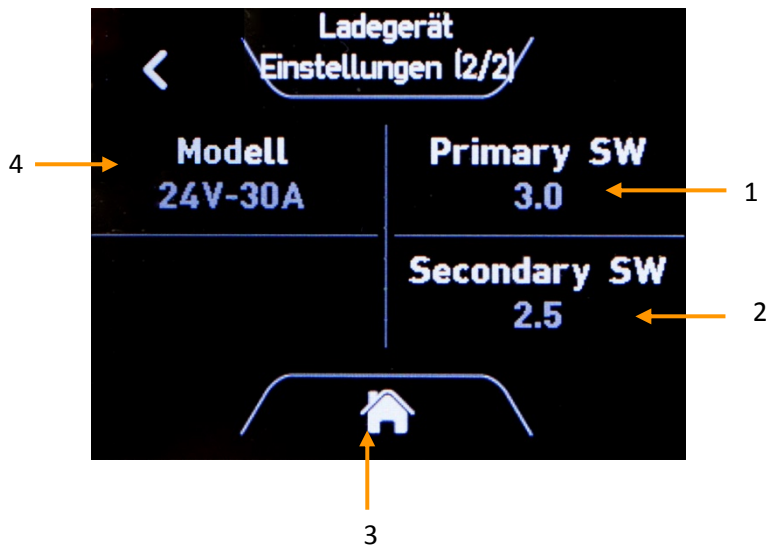 Ladegerät
Einstellungen (2/2)
4
Modell
24V-30A
Primary SW
3.0
1
Secondary SW
2.5
2
3